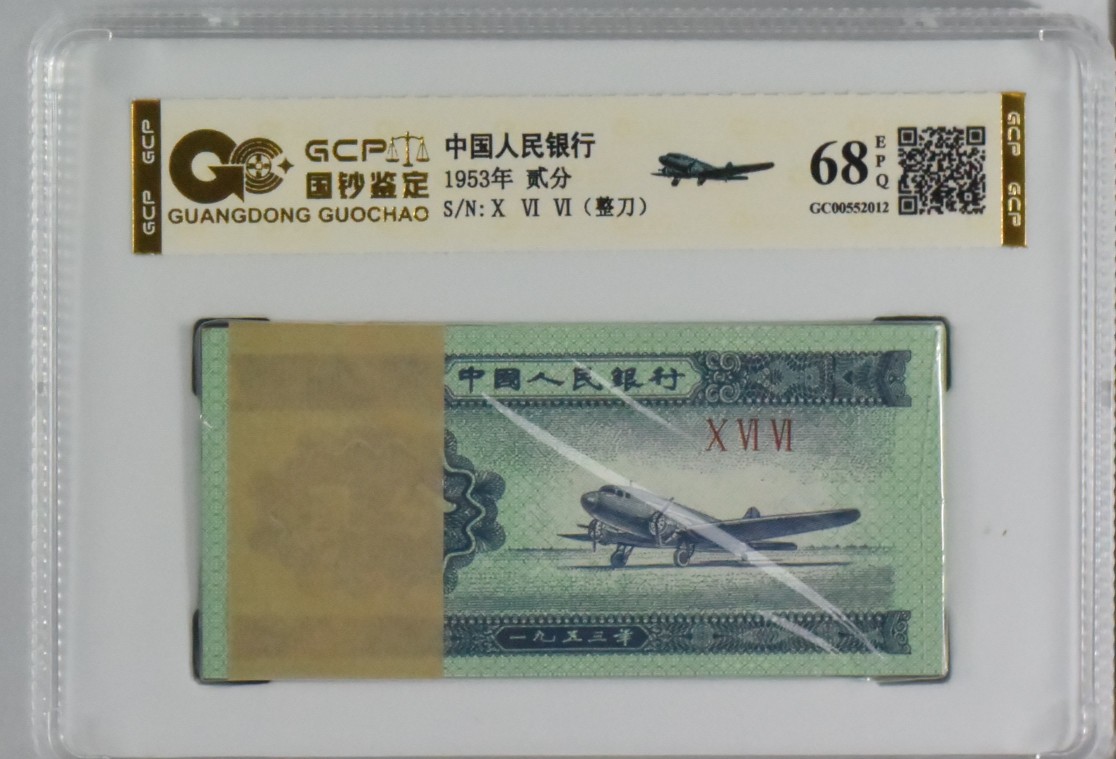 GCP
GCP
GCP
国钞鉴定
GUANGDONG GUOCHAO
中国人民银行
1953年 贰分
S/N: X VI VI（整刀）
68
EPQ
GC00552012
GCP
GCP
中國人民銀行
X VI VI
一九五三年